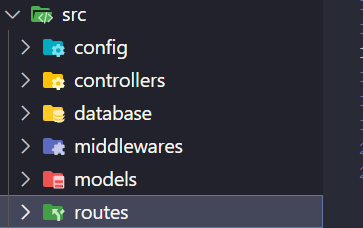 src
config
controllers
database
middlewares
models
routes